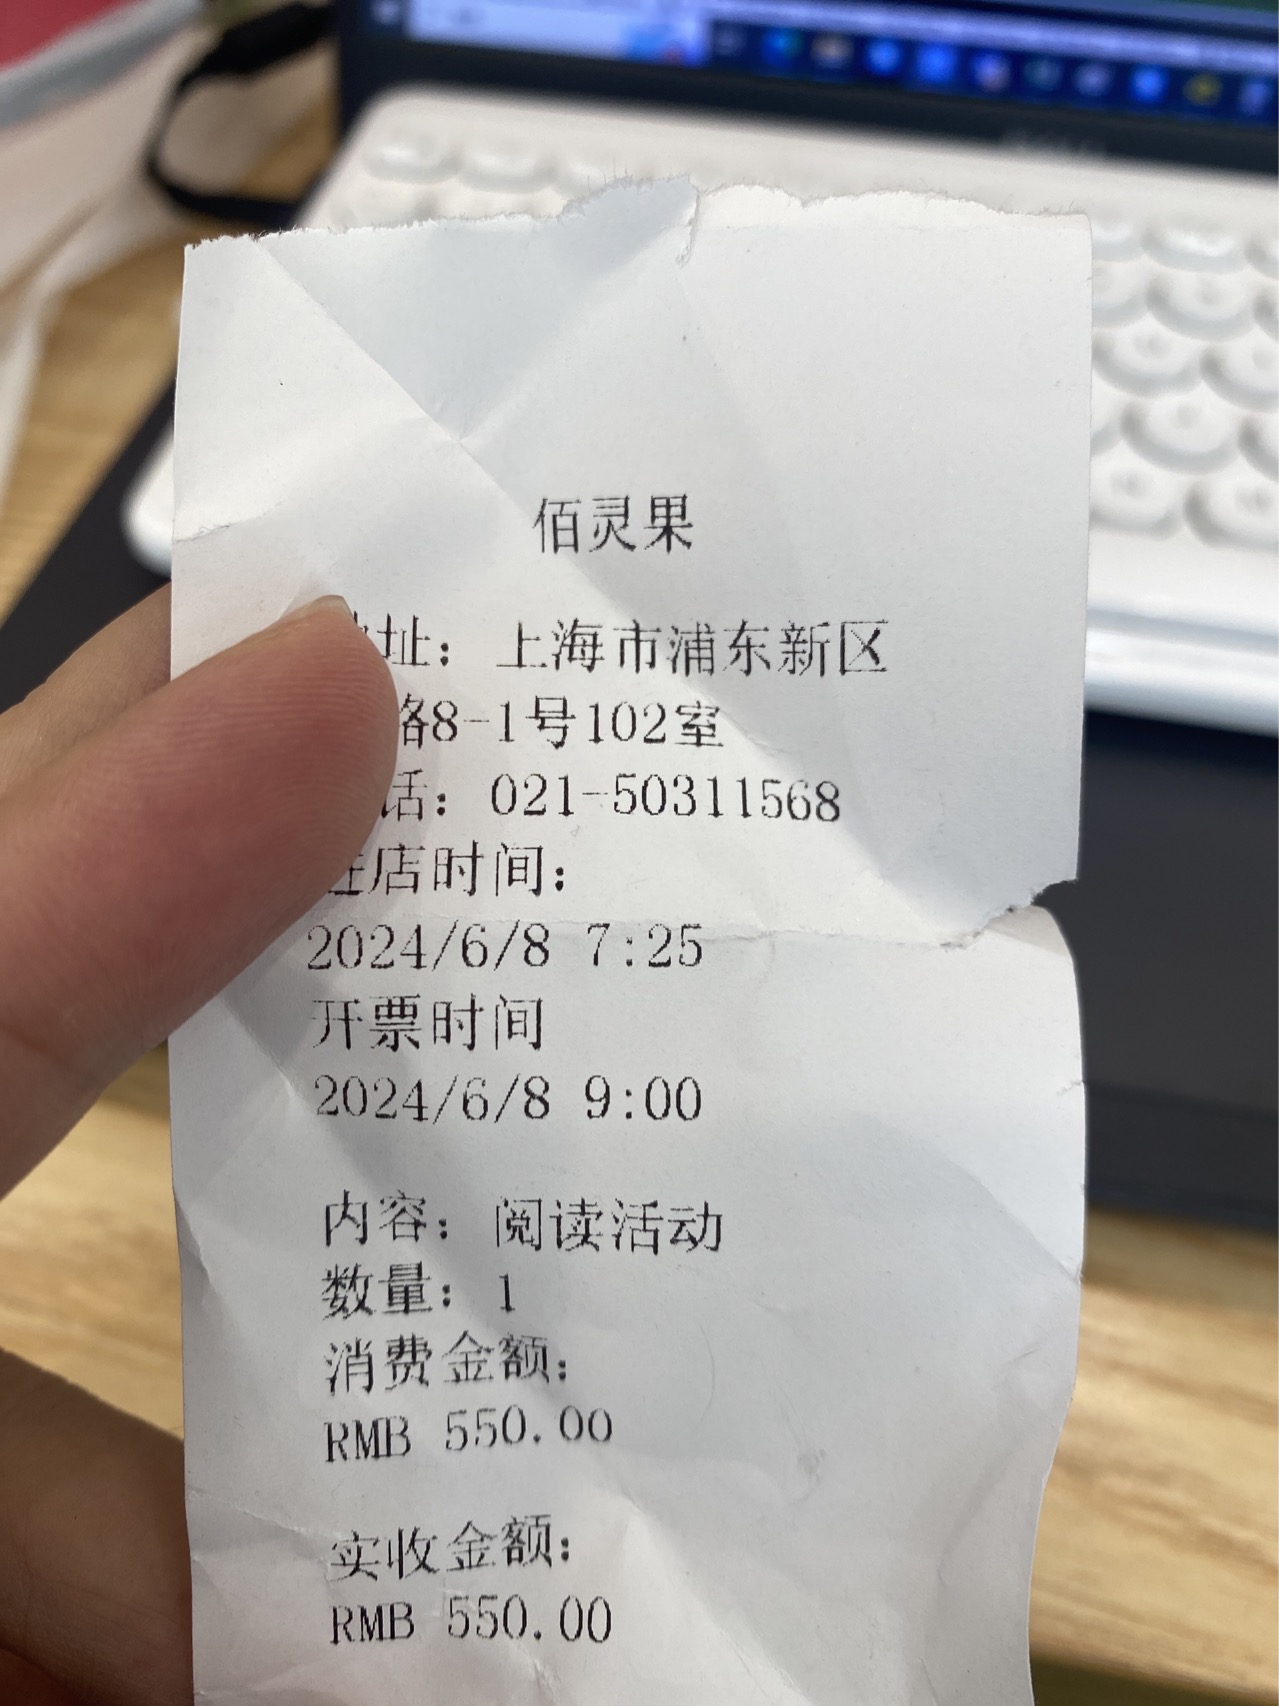 佰灵果
址：上海市浦东新区
路8-1号102室
话：021-50311568
进店时间：
2024/6/8 7:25
开票时间
2024/6/8 9:00
内容：阅读活动
数量：1
消费金额：
RMB 550.00
实收金额：
RMB 550.00